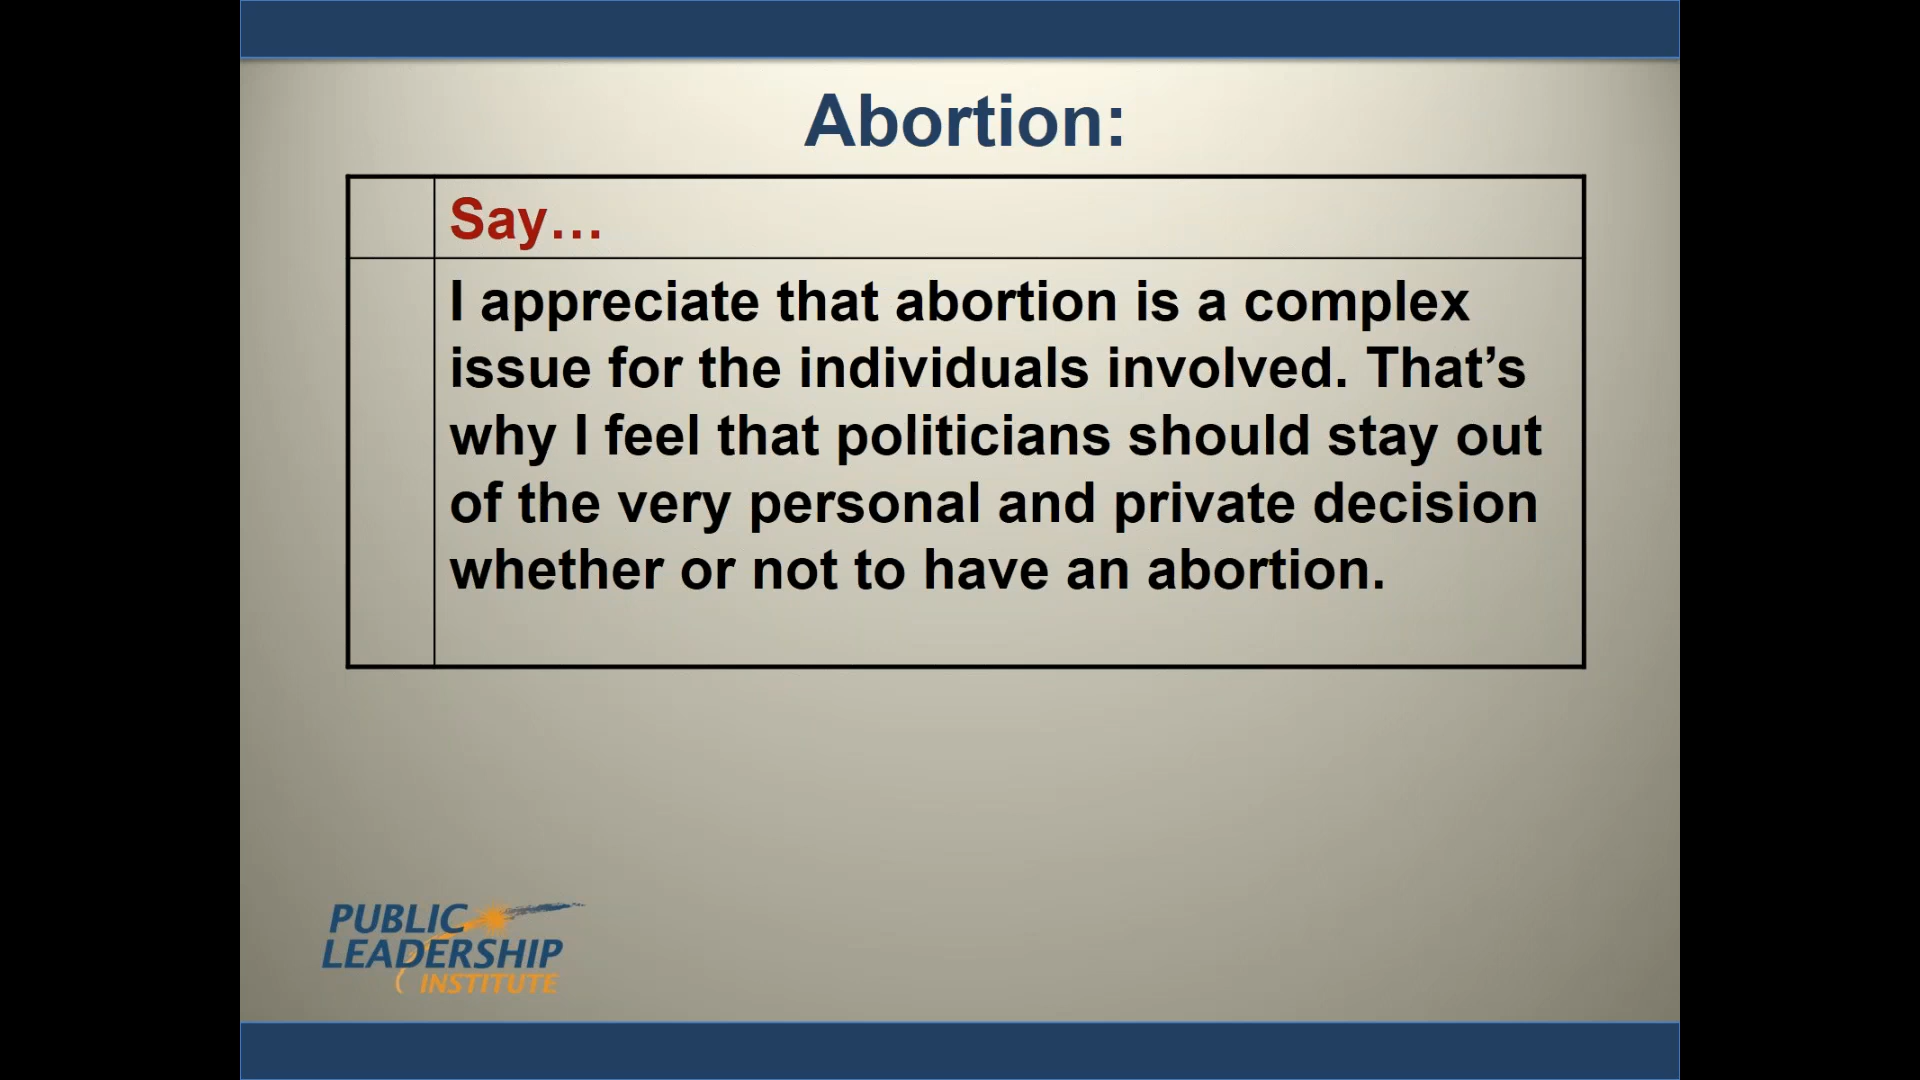 Abortion:
Say…
I appreciate that abortion is a complex
issue for the individuals involved. That’s
why I feel that politicians should stay out
of the very personal and private decision
whether or not to have an abortion.
PUBLIC
LEADERSHIP
INSTITUTE